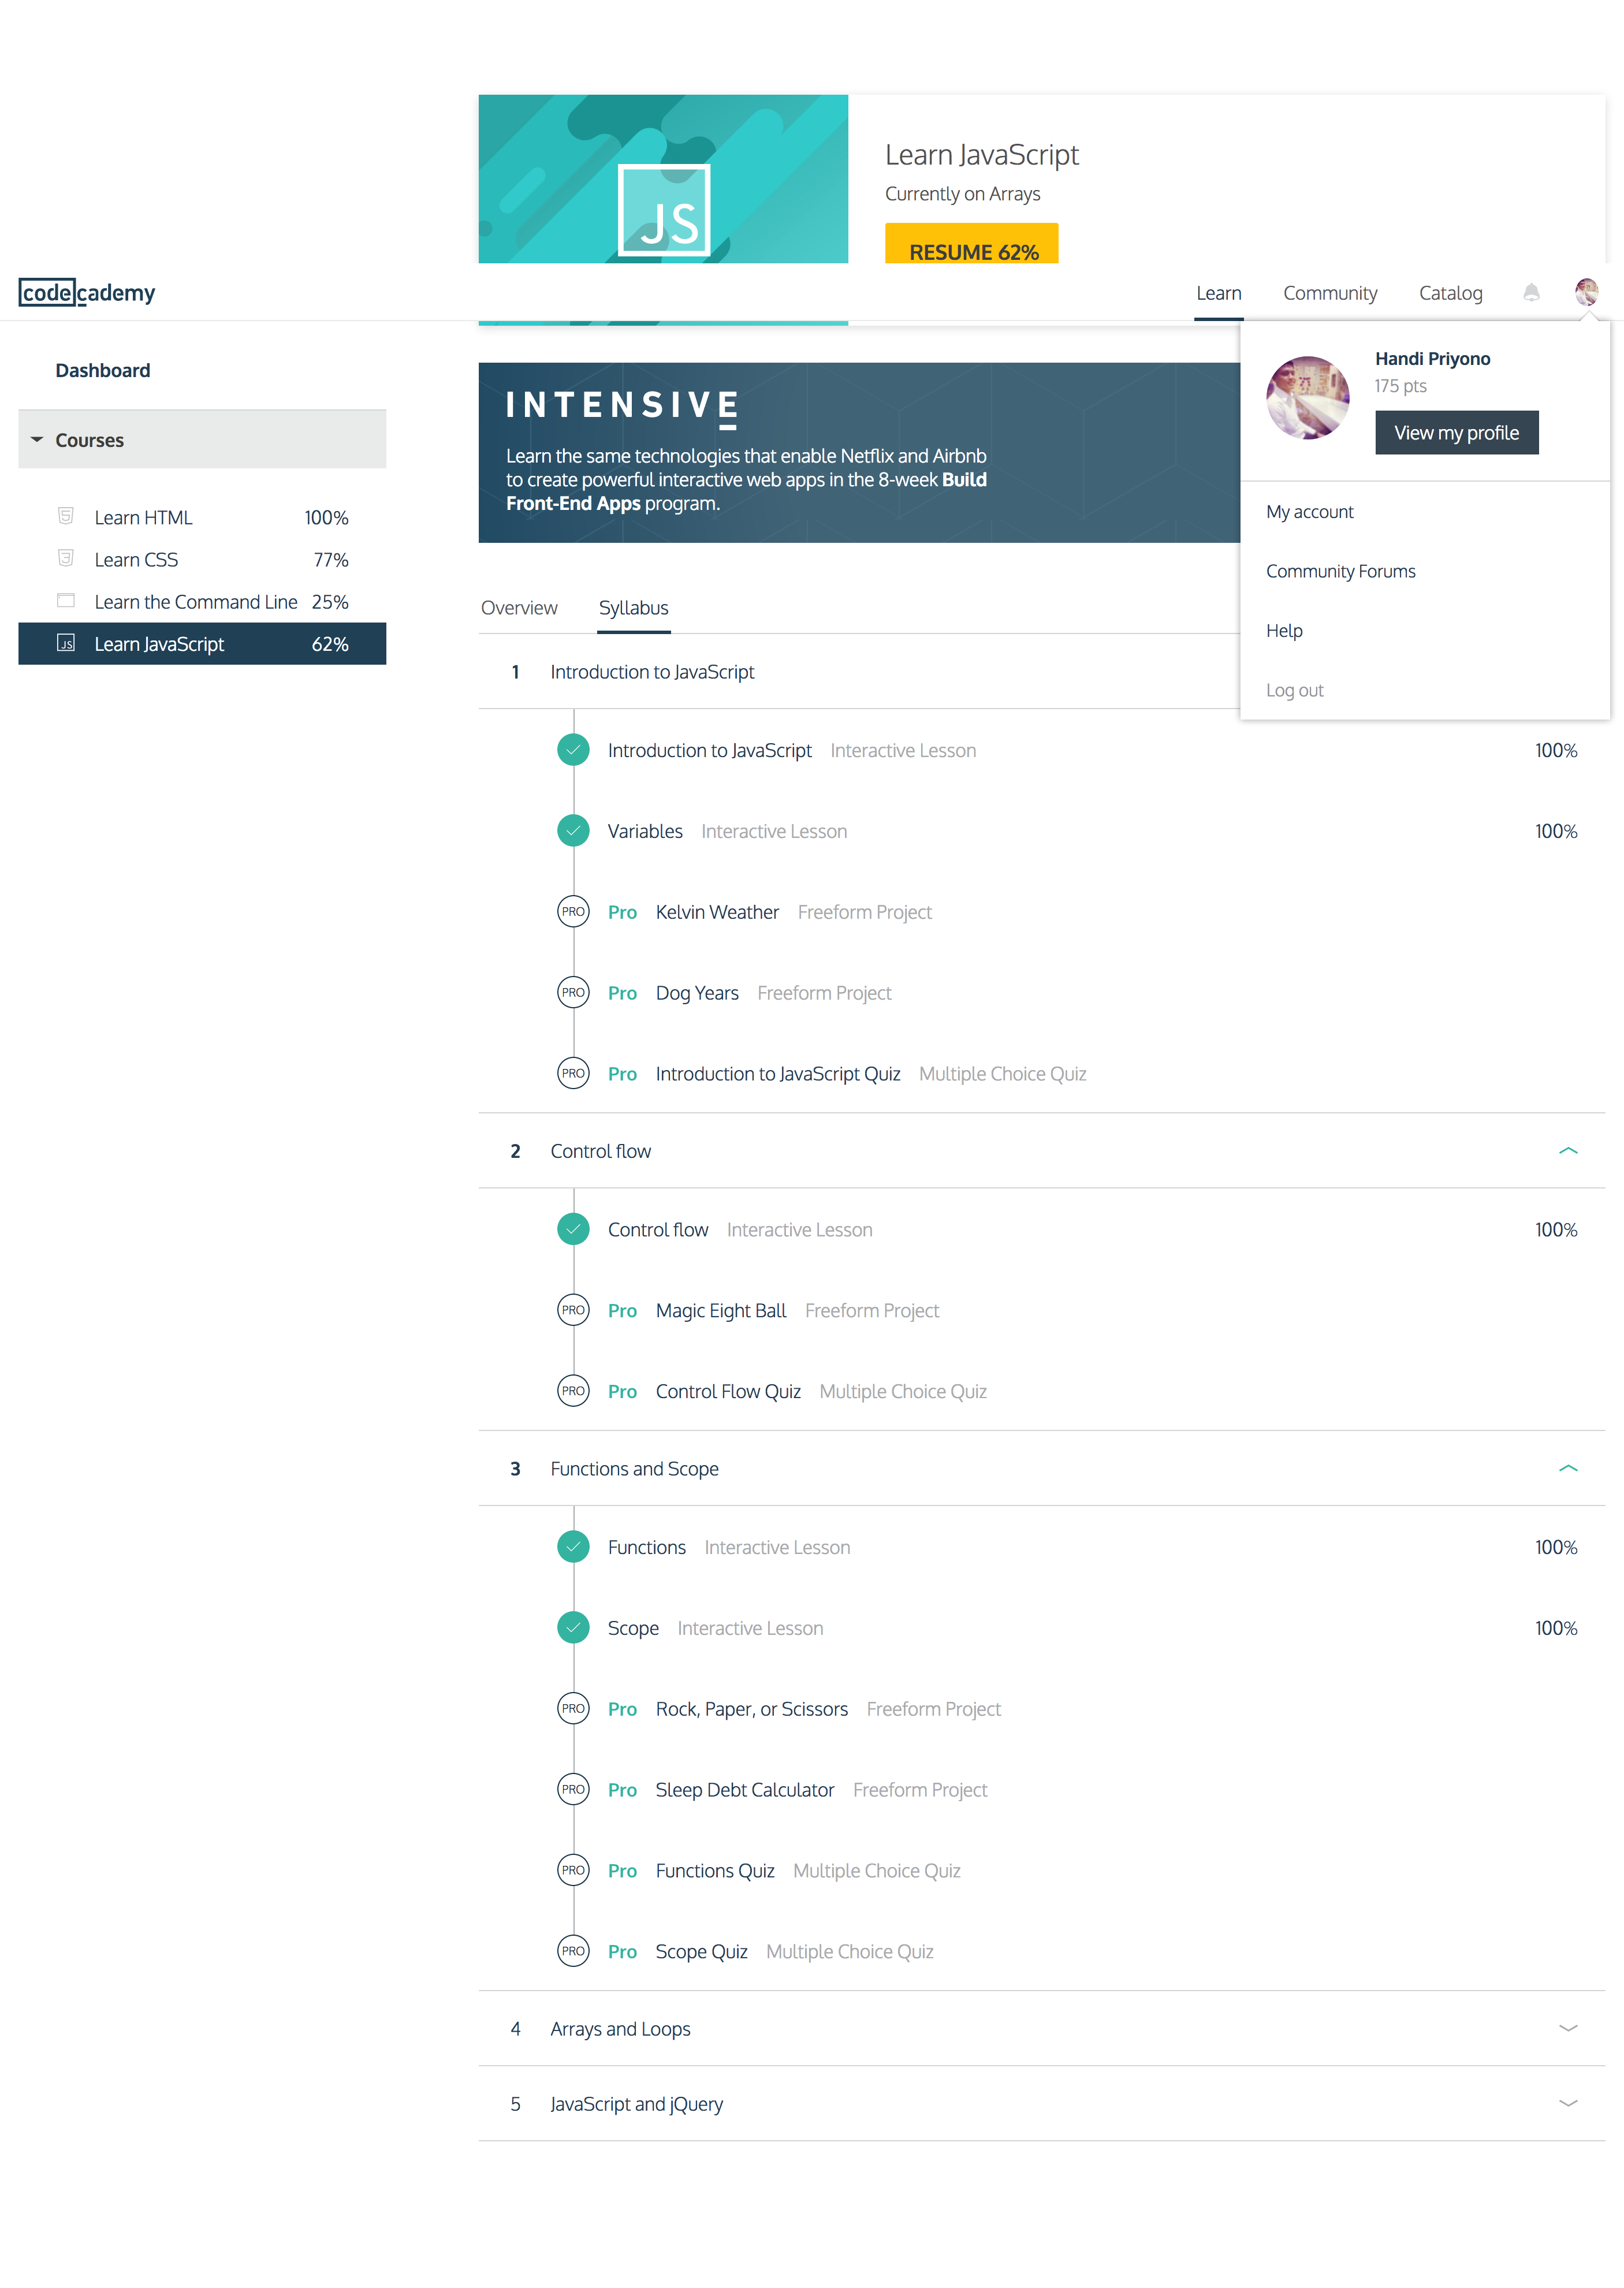 JS
Learn JavaScript
Currently on Arrays
RESUME 62%
codecademy
Learn
Community
Catalog
Handi Priyono
175 pts
View my profile
My account
Community Forums
Help
Log out
Dashboard
Courses
Learn HTML 100%
Learn CSS 77%
Learn the Command Line 25%
JS Learn JavaScript 62%
INTENSIVE
Learn the same technologies that enable Netflix and Airbnb
to create powerful interactive web apps in the 8-week Build
Front-End Apps program.
Overview Syllabus
1 Introduction to JavaScript
Introduction to JavaScript Interactive Lesson 100%
Variables Interactive Lesson 100%
PRO Pro Kelvin Weather Freeform Project
PRO Pro Dog Years Freeform Project
PRO Pro Introduction to JavaScript Quiz Multiple Choice Quiz
2 Control flow
Control flow Interactive Lesson 100%
PRO Pro Magic Eight Ball Freeform Project
PRO Pro Control Flow Quiz Multiple Choice Quiz
3 Functions and Scope
Functions Interactive Lesson 100%
Scope Interactive Lesson 100%
PRO Pro Rock, Paper, or Scissors Freeform Project
PRO Pro Sleep Debt Calculator Freeform Project
PRO Pro Functions Quiz Multiple Choice Quiz
PRO Pro Scope Quiz Multiple Choice Quiz
4 Arrays and Loops
5 JavaScript and jQuery